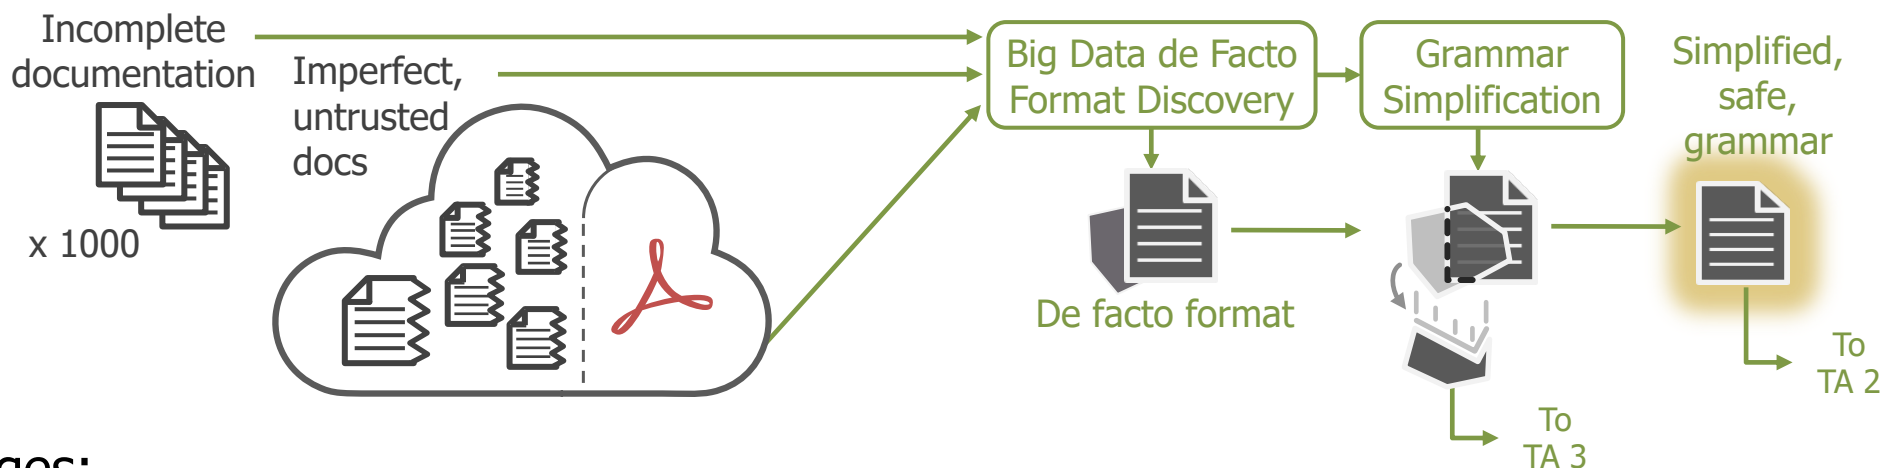 Incomplete
documentation
x 1000
Imperfect,
untrusted
docs
Big Data de Facto
Format Discovery
Grammar
Simplification
Simplified,
safe,
grammar
De facto format
To
TA 2
To
TA 3